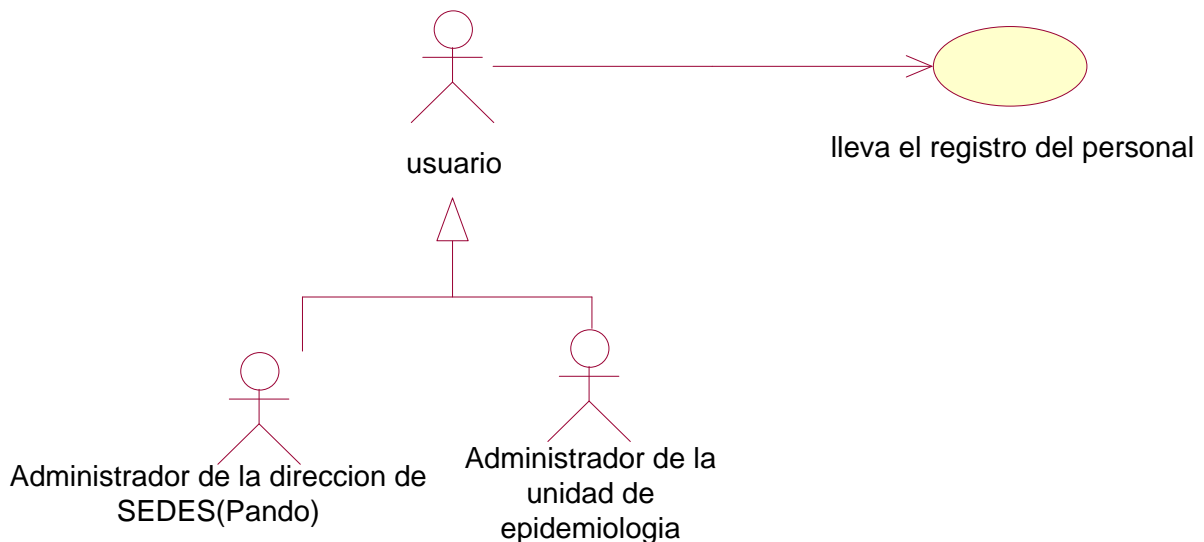 usuario
lleva el registro del personal
Administrador de la direccion de
SEDES(Pando)
Administrador de la
unidad de
epidemiologia